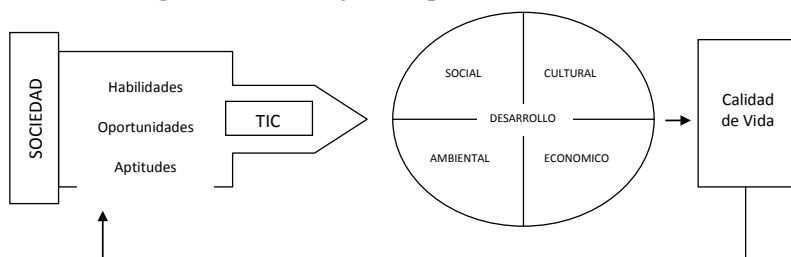 SOCIEDAD
Habilidades
Oportunidades
Aptitudes
TIC
SOCIAL
CULTURAL
DESARROLLO
AMBIENTAL
ECONOMICO
Calidad
de Vida